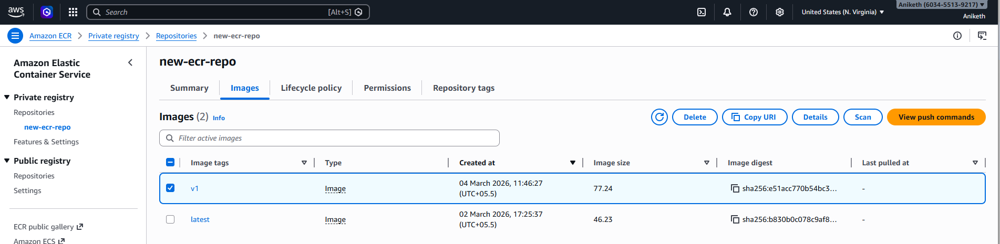 aws
Search [Alt+S]
United States (N. Virginia)
Aniketh (6034-5513-9217)
Aniketh
Amazon ECR
Private registry
Repositories
new-ecr-repo
Amazon Elastic
Container Service
Private registry
Repositories
new-ecr-repo
Features & Settings
Public registry
Repositories
Settings
ECR public gallery
Amazon ECS
new-ecr-repo
Summary
Images
Lifecycle policy
Permissions
Repository tags
Images (2) Info
Delete
Copy URI
Details
Scan
View push commands
Filter active images
Image tags Type Created at Image size Image digest Last pulled at
v1 Image 04 March 2026, 11:46:27 (UTC+05.5) 77.24 sha256:e51acc770b54bc3... -
latest Image 02 March 2026, 17:25:37 (UTC+05.5) 46.23 sha256:b830b0c078c9af8... -